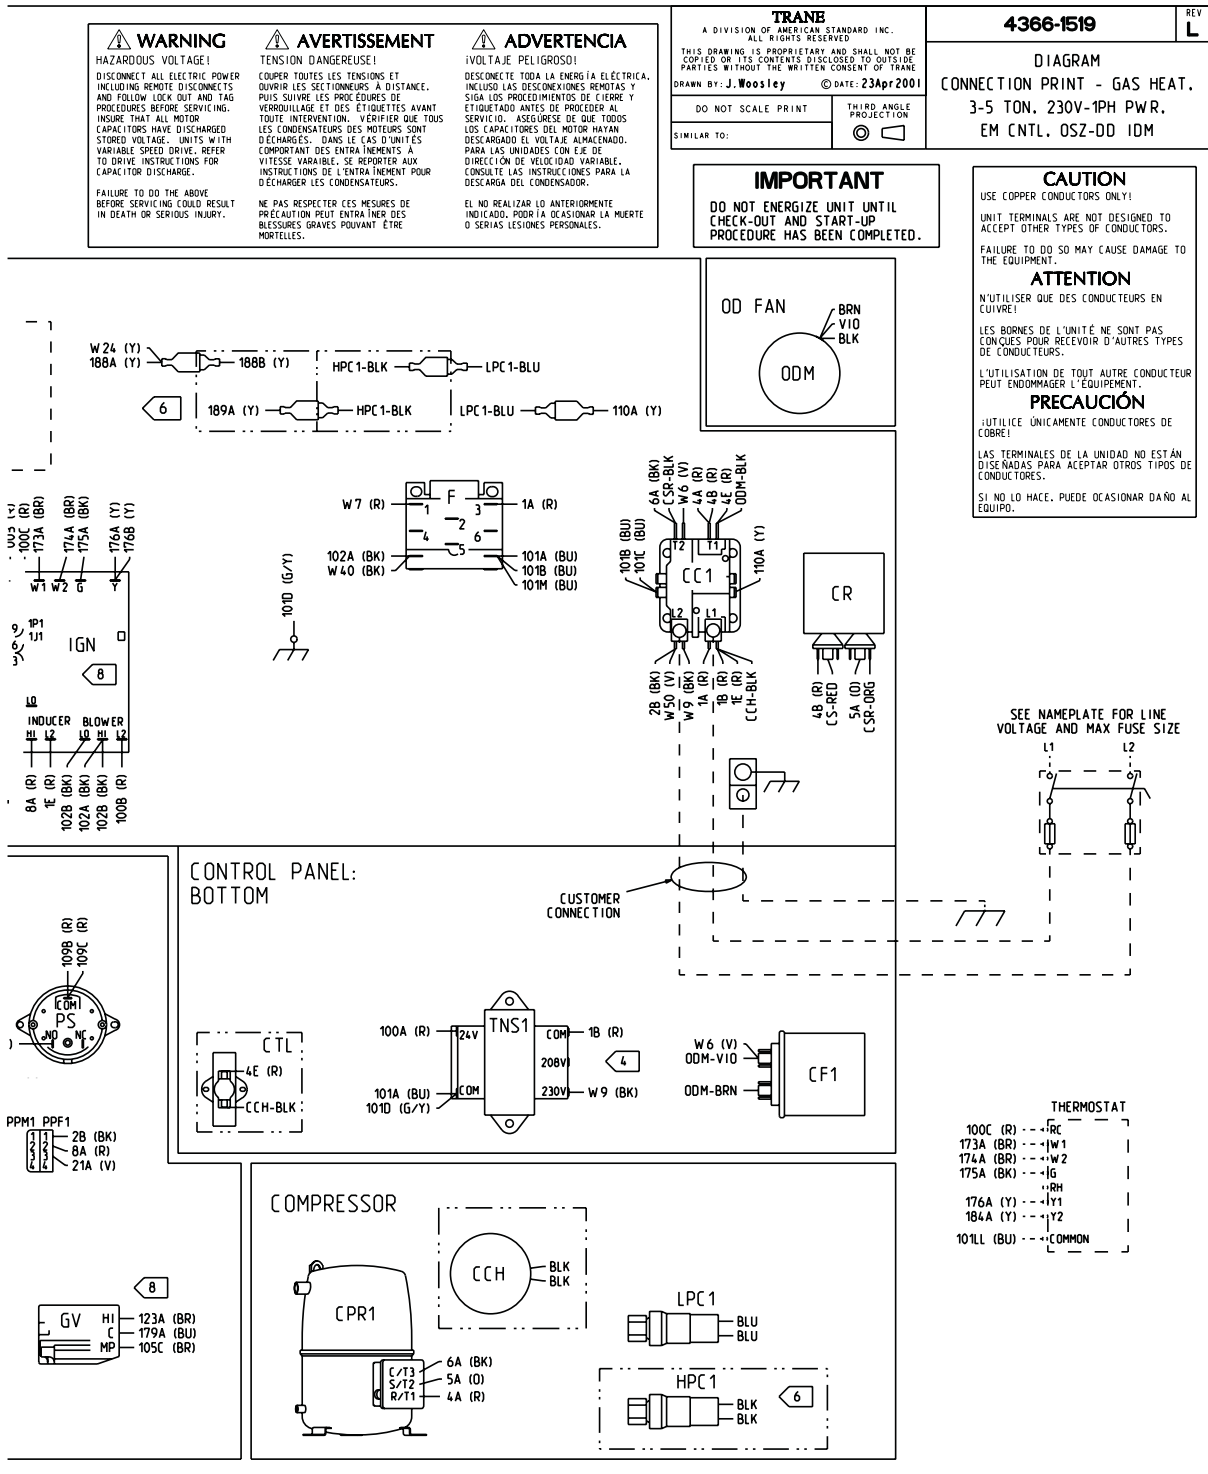 WARNING
HAZARDOUS VOLTAGE!
DISCONNECT ALL ELECTRIC POWER
INCLUDING REMOTE DISCONNECTS
AND FOLLOW LOCK OUT AND TAG
PROCEDURES BEFORE SERVICING.
INSURE THAT ALL MOTOR
CAPACITORS HAVE DISCHARGED
STORED VOLTAGE. UNITS WITH
VARIABLE SPEED DRIVE, REFER
TO DRIVE INSTRUCTIONS FOR
CAPACITOR DISCHARGE.
FAILURE TO DO THE ABOVE
BEFORE SERVICING COULD RESULT
IN DEATH OR SERIOUS INJURY.
AVERTISSEMENT
TENSION DANGEREUSE!
COUPER TOUTES LES TENSIONS ET
OUVRIR LES SECTIONNEURS À DISTANCE,
PUIS SUIVRE LES PROCÉDURES DE
VERROUILLAGE ET DES ÉTIQUETTES AVANT
TOUTE INTERVENTION. VÉRIFIER QUE TOUS
LES CONDENSATEURS DES MOTEURS SONT
DÉCHARGÉS. DANS LE CAS D'UNITÉS
COMPORTANT DES ENTRAÎNEMENTS À
VITESSE VARAIBLE, SE REPORTER AUX
INSTRUCTIONS DE L'ENTRAÎNEMENT POUR
DÉCHARGER LES CONDENSATEURS.
NE PAS RESPECTER CES MESURES DE
PRÉCAUTION PEUT ENTRAÎNER DES
BLESSURES GRAVES POUVANT ÊTRE
MORTELLES.
ADVERTENCIA
¡VOLTAJE PELIGROSO!
DESCONECTE TODA LA ENERGÍA ELÉCTRICA,
INCLUSO LAS DESCONEXIONES REMOTAS Y
SIGA LOS PROCEDIMIENTOS DE CIERRE Y
ETIQUETADO ANTES DE PROCEDER AL
SERVICIO. ASEGÚRESE DE QUE TODOS
LOS CAPACITORES DEL MOTOR HAYAN
DESCARGADO EL VOLTAJE ALMACENADO.
PARA LAS UNIDADES CON EJE DE
DIRECCIÓN DE VELOCIDAD VARIABLE,
CONSULTE LAS INSTRUCCIONES PARA LA
DESCARGA DEL CONDENSADOR.
EL NO REALIZAR LO ANTERIORMENTE
INDICADO, PODRÍA OCASIONAR LA MUERTE
O SERIAS LESIONES PERSONALES.
TRANE
A DIVISION OF AMERICAN STANDARD INC.
ALL RIGHTS RESERVED
THIS DRAWING IS PROPRIETARY AND SHALL NOT BE
COPIED OR ITS CONTENTS DISCLOSED TO OUTSIDE
PARTIES WITHOUT THE WRITTEN CONSENT OF TRANE
DRAWN BY: J.Woosley © DATE: 23Apr2001
DO NOT SCALE PRINT
THIRD ANGLE
PROJECTION
SIMILAR TO:
4366-1519
REV
L
DIAGRAM
CONNECTION PRINT - GAS HEAT,
3-5 TON, 230V-1PH PWR,
EM CNTL, OSZ-DD IDM
IMPORTANT
DO NOT ENERGIZE UNIT UNTIL
CHECK-OUT AND START-UP
PROCEDURE HAS BEEN COMPLETED.
CAUTION
USE COPPER CONDUCTORS ONLY!
UNIT TERMINALS ARE NOT DESIGNED TO
ACCEPT OTHER TYPES OF CONDUCTORS.
FAILURE TO DO SO MAY CAUSE DAMAGE TO
THE EQUIPMENT.
ATTENTION
N'UTILISER QUE DES CONDUCTEURS EN
CUIVRE!
LES BORNES DE L'UNITÉ NE SONT PAS
CONÇUES POUR RECEVOIR D'AUTRES TYPES
DE CONDUCTEURS.
L'UTILISATION DE TOUT AUTRE CONDUCTEUR
PEUT ENDOMMAGER L'ÉQUIPEMENT.
PRECAUCIÓN
¡UTILICE ÚNICAMENTE CONDUCTORES DE
COBRE!
LAS TERMINALES DE LA UNIDAD NO ESTÁN
DISEÑADAS PARA ACEPTAR OTROS TIPOS DE
CONDUCTORES.
SI NO LO HACE, PUEDE OCASIONAR DAÑO AL
EQUIPO.
OD FAN
BRN
VIO
BLK
ODM
W24 (Y)
188A (Y)
188B (Y)
HPC1-BLK
LPC1-BLU
6
189A (Y)
HPC1-BLK
LPC1-BLU
110A (Y)
W7 (R)
F
1 3
1A (R)
2
4 6
5
102A (BK)
W40 (BK)
101A (BU)
101B (BU)
101M (BU)
101D (G/Y)
100C (R)
173A (BR)
174A (BR)
175A (BK)
176A (Y)
176B (Y)
W1 W2 G Y
9
6
3
1P1
1J1
IGN
8
LO
INDUCER BLOWER
HI L2 LO HI L2
8A (R)
1E (R)
102B (BK)
102A (BK)
102B (BK)
100B (R)
6A (BK)
CSR-BLK
W6 (V)
4A (R)
4B (R)
4E (R)
ODM-BLK
T2 T1
101B (BU)
101C (BU)
CC1
110A (Y)
L2 L1
2B (BK)
W50 (V)
W9 (BK)
1A (R)
1B (R)
1E (R)
CCH-BLK
CR
4B (R)
CS-RED
5A (O)
CSR-ORG
SEE NAMEPLATE FOR LINE
VOLTAGE AND MAX FUSE SIZE
L1 L2
CUSTOMER
CONNECTION
CONTROL PANEL:
BOTTOM
109B (R)
109C (R)
COM
PS
NO NC
)
CTL
4E (R)
CCH-BLK
100A (R)
24V
TNS1
COM
1B (R)
208V
4
101A (BU)
101D (G/Y)
COM
230V
W9 (BK)
W6 (V)
ODM-VIO
ODM-BRN
CF1
PPM1 PPF1
1 1 2B (BK)
2 2 8A (R)
3 3 21A (V)
4 4
THERMOSTAT
100C (R) RC
173A (BR) W1
174A (BR) W2
175A (BK) G
RH
176A (Y) Y1
184A (Y) Y2
101LL (BU) COMMON
COMPRESSOR
CPR1
C/T3 6A (BK)
S/T2 5A (O)
R/T1 4A (R)
CCH
BLK
BLK
LPC1
BLU
BLU
HPC1
6
BLK
BLK
8
GV
HI 123A (BR)
C 179A (BU)
MP 105C (BR)